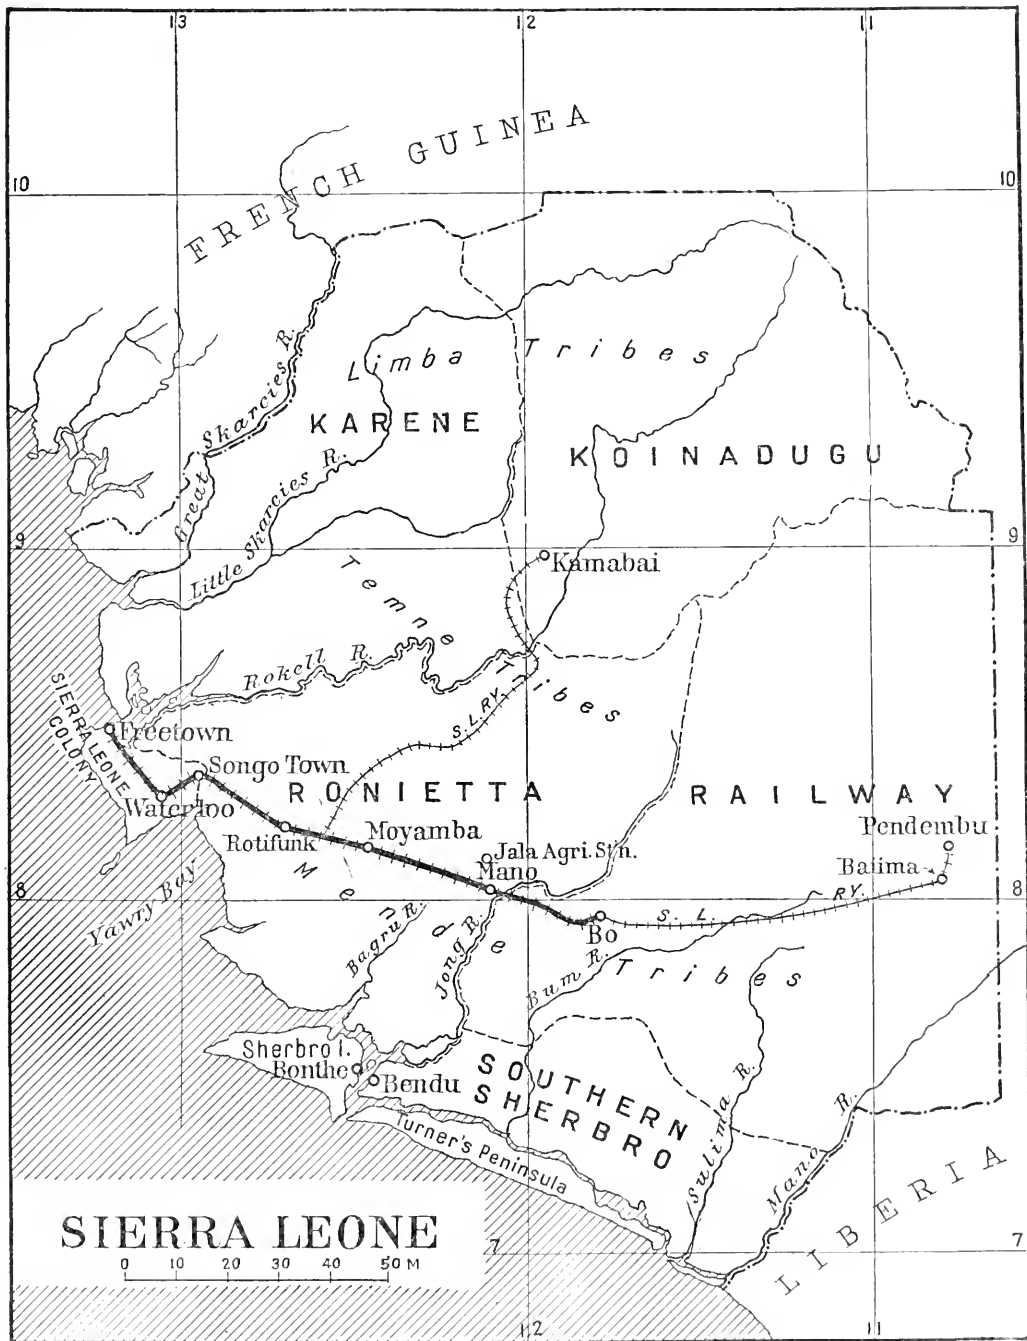 13
12
11
FRENCH GUINEA
10
10
Great Skarcies R.
Limba Tribes
KARENE
KOINADUGU
Little Skarcies R.
9
9
Kamabai
Temne Tribes
Rokell R.
SIERRA LEONE
COLONY
S.L.RY.
Freetown
Songo Town
Waterloo
RONIETTA
RAILWAY
Rotifunk
Moyamba
Pendembu
Jala Agri. Stn.
Mano
Baiima
8
8
Yawry Bay
Mende Tribes
Bagru R.
Jong R.
Bo
S. L. RY.
Bum R.
Sherbro I.
Bonthe
Bendu
SOUTHERN
SHERBRO
Turner's Peninsula
Sulima R.
Mano R.
LIBERIA
SIERRA LEONE
7
7
0 10 20 30 40 50 M
12
11